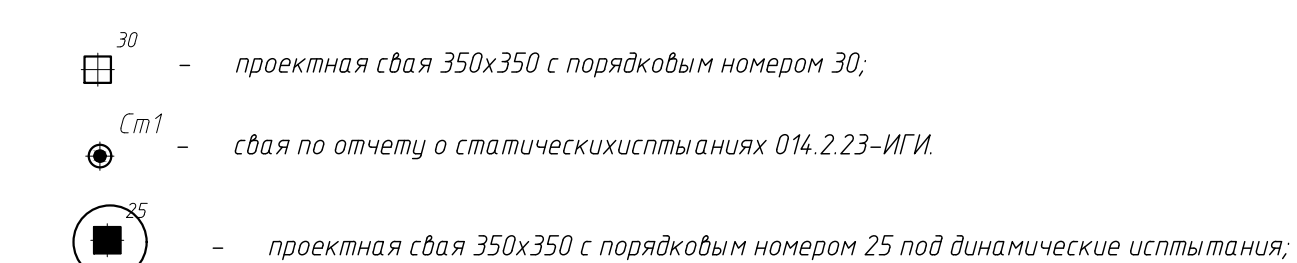 30
– проектная свая 350х350 с порядковым номером 30;
Ст1
– свая по отчету о статическихисптыаниях 014.2.23–ИГИ.
25
– проектная свая 350х350 с порядковым номером 25 под динамические исптытания;